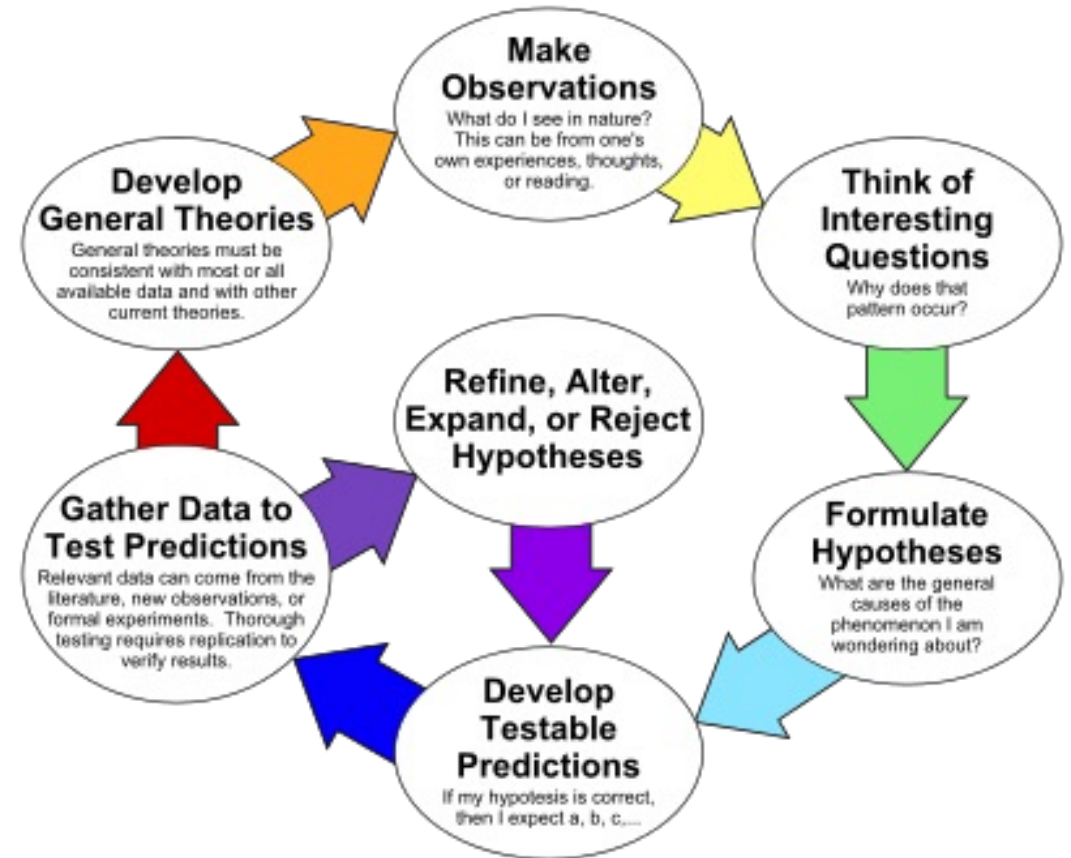 Make
Observations
What do I see in nature?
This can be from one's
own experiences, thoughts,
or reading.
Think of
Interesting
Questions
Why does that
pattern occur?
Formulate
Hypotheses
What are the general
causes of the
phenomenon I am
wondering about?
Develop
Testable
Predictions
If my hypotesis is correct,
then I expect a, b, c,...
Gather Data to
Test Predictions
Relevant data can come from the
literature, new observations, or
formal experiments. Thorough
testing requires replication to
verify results.
Refine, Alter,
Expand, or Reject
Hypotheses
Develop
General Theories
General theories must be
consistent with most or all
available data and with other
current theories.